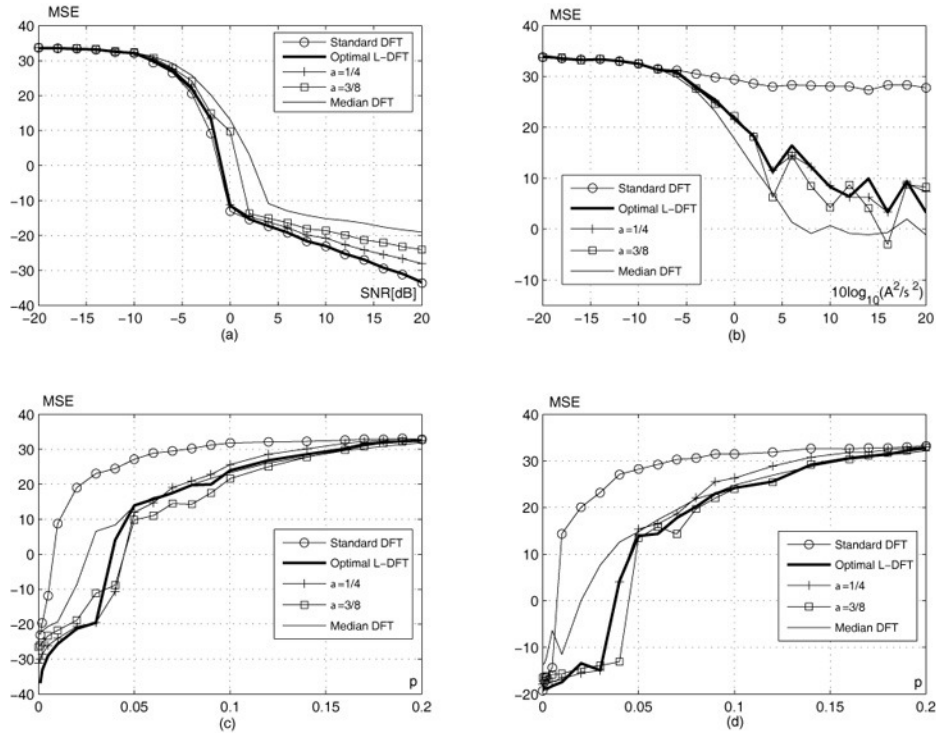 MSE
40
30
20
10
0
−10
−20
−30
−40
−20
−15
−10
−5
0
5
10
15
20
SNR[dB]
Standard DFT
Optimal L-DFT
a=1/4
a=3/8
Median DFT
(a)
MSE
40
30
20
10
0
−10
−20
−15
−10
−5
0
5
10
15
20
10log10(A2/s2)
Standard DFT
Optimal L-DFT
a=1/4
a=3/8
Median DFT
(b)
MSE
40
30
20
10
0
−10
−20
−30
−40
0
0.05
0.1
0.15
0.2
p
Standard DFT
Optimal L-DFT
a=1/4
a=3/8
Median DFT
(c)
MSE
40
30
20
10
0
−10
−20
0
0.05
0.1
0.15
0.2
p
Standard DFT
Optimal L-DFT
a=1/4
a=3/8
Median DFT
(d)